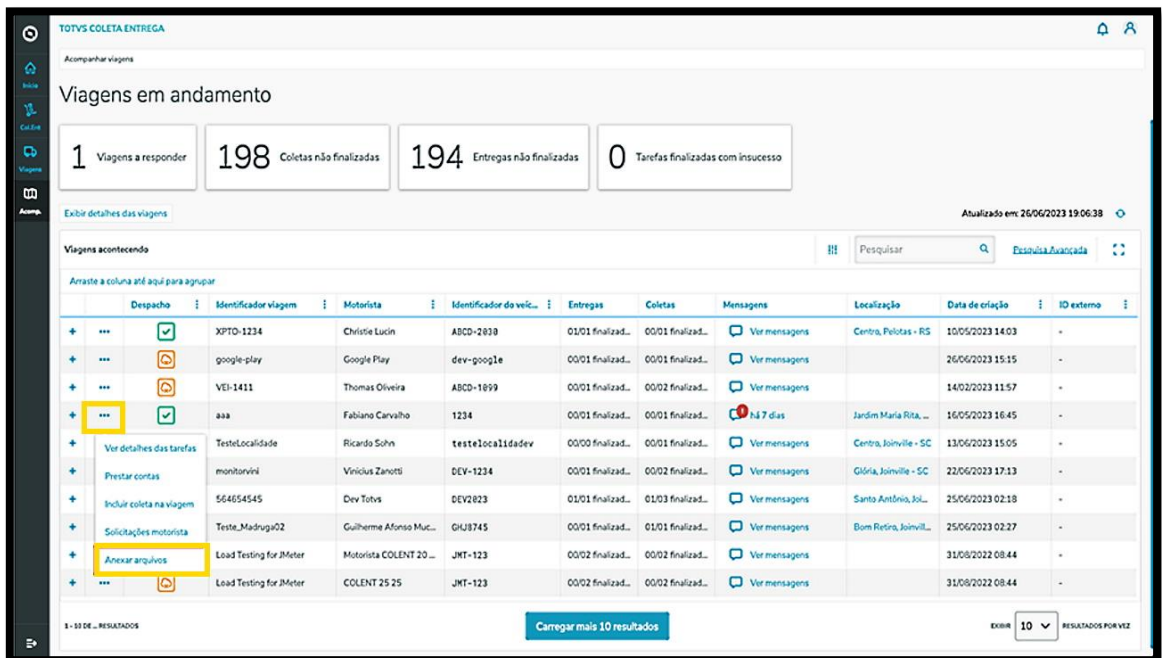 TOTVS COLETA ENTREGA
Acompanhar viagens
Início
Col.Ent
Viagens
Acomp.
Viagens em andamento
1 Viagens a responder
198 Coletas não finalizadas
194 Entregas não finalizadas
0 Tarefas finalizadas com insucesso
Exibir detalhes das viagens
Atualizado em: 26/06/2023 19:06:38
Viagens acontecendo
Pesquisar
Pesquisa Avançada
Arraste a coluna até aqui para agrupar
Despacho Identificador viagem Motorista Identificador do veíc... Entregas Coletas Mensagens Localização Data de criação ID externo
XPTO-1234 Christie Lucin ABCD-2030 01/01 finalizad... 00/01 finalizad... Ver mensagens Centro, Pelotas - RS 10/05/2023 14:03 -
google-play Google Play dev-google 00/01 finalizad... 00/01 finalizad... Ver mensagens 26/06/2023 15:15 -
VEI-1411 Thomas Oliveira ABCD-1099 00/01 finalizad... 00/02 finalizad... Ver mensagens 14/02/2023 11:57 -
aaa Fabiano Carvalho 1234 00/01 finalizad... 00/01 finalizad... há 7 dias Jardim Maria Rita, ... 16/05/2023 16:45 -
TesteLocalidade Ricardo Sohn testelocalidadev 00/00 finalizad... 00/01 finalizad... Ver mensagens Centro, Joinville - SC 13/06/2023 15:05 -
monitorvini Vinicius Zanotti DEV-1234 00/01 finalizad... 00/02 finalizad... Ver mensagens Glória, Joinville - SC 22/06/2023 17:13 -
564654545 Dev Totvs DEV2023 01/01 finalizad... 01/03 finalizad... Ver mensagens Santo Antônio, Joi... 25/06/2023 02:18 -
Teste_Madruga02 Guilherme Afonso Muc... GHJ8745 00/01 finalizad... 01/01 finalizad... Ver mensagens Bom Retiro, Joinvill... 25/06/2023 02:27 -
Load Testing for JMeter Motorista COLENT 20 ... JMT-123 00/02 finalizad... 00/02 finalizad... Ver mensagens 31/08/2022 08:44 -
Load Testing for JMeter COLENT 25 25 JMT-123 00/02 finalizad... 00/02 finalizad... Ver mensagens 31/08/2022 08:44 -
Ver detalhes das tarefas
Prestar contas
Incluir coleta na viagem
Solicitações motorista
Anexar arquivos
1 - 10 DE ... RESULTADOS
Carregar mais 10 resultados
EXIBIR 10 RESULTADOS POR VEZ